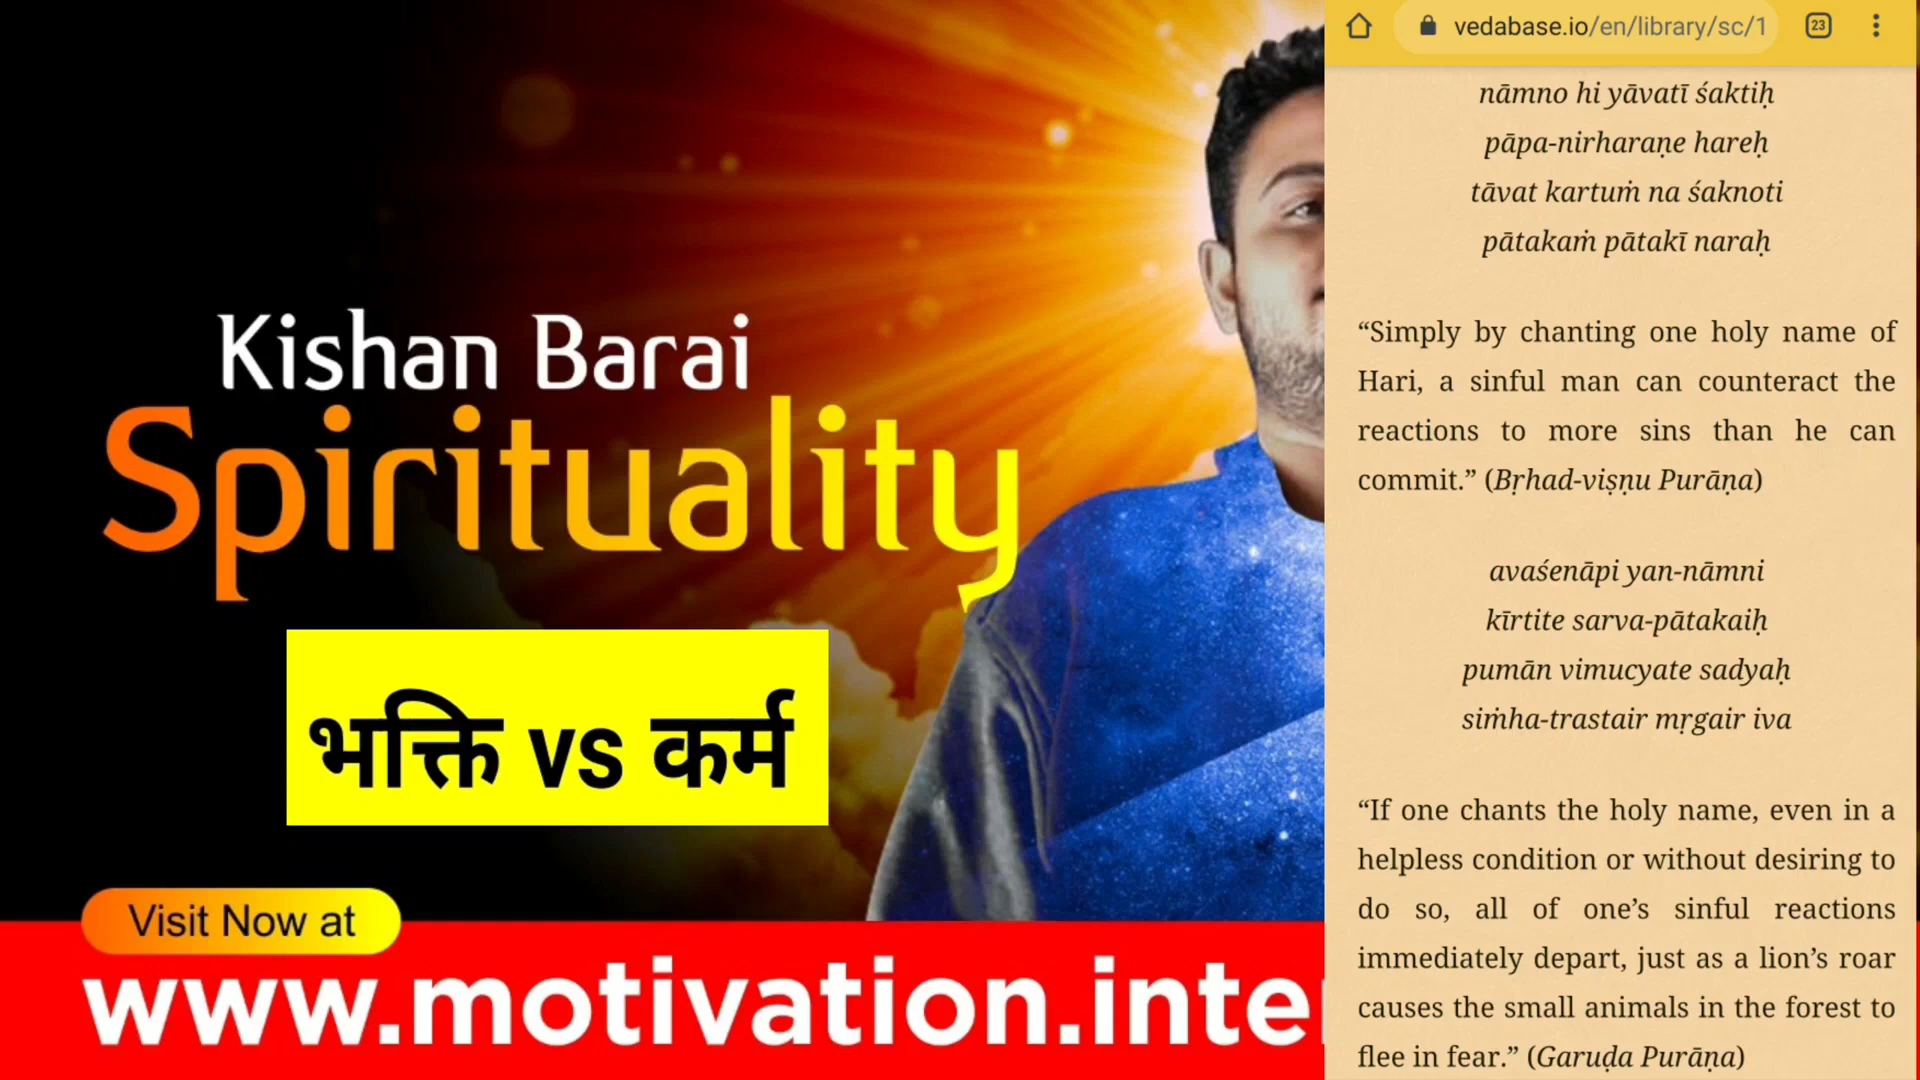 Kishan Barai
Spirituality
भक्ति vs कर्म
Visit Now at
www.motivation.inte
vedabase.io/en/library/sc/1
23
nāmno hi yāvatī śaktiḥ
pāpa-nirharaṇe hareḥ
tāvat kartuṁ na śaknoti
pātakaṁ pātakī naraḥ
“Simply by chanting one holy name of
Hari, a sinful man can counteract the
reactions to more sins than he can
commit.” (Bṛhad-viṣṇu Purāṇa)
avaśenāpi yan-nāmni
kīrtite sarva-pātakaiḥ
pumān vimucyate sadyaḥ
siṁha-trastair mṛgair iva
“If one chants the holy name, even in a
helpless condition or without desiring to
do so, all of one’s sinful reactions
immediately depart, just as a lion’s roar
causes the small animals in the forest to
flee in fear.” (Garuḍa Purāṇa)